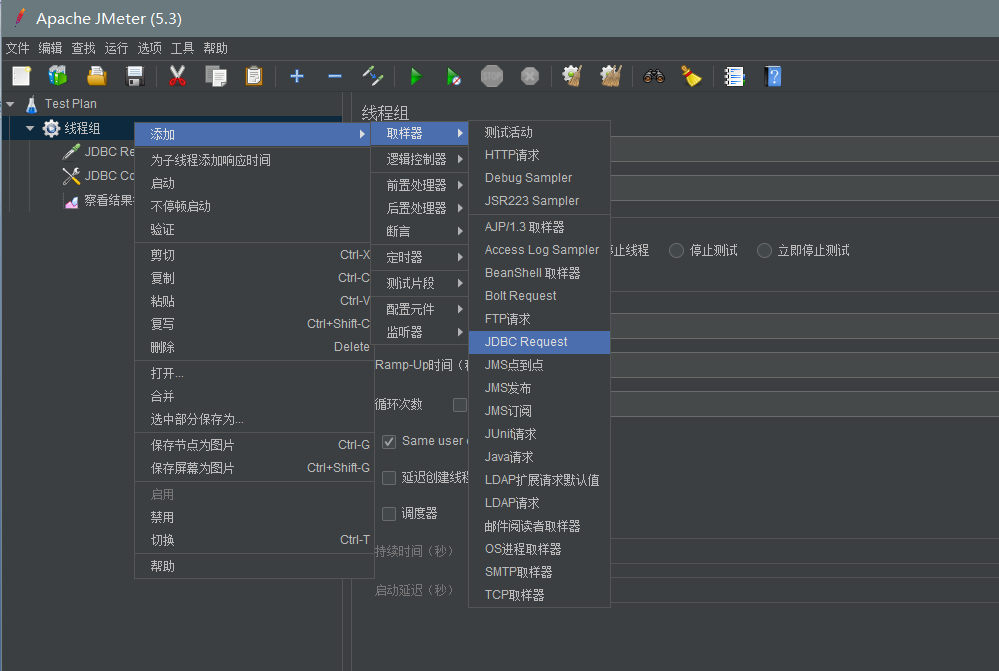 Apache JMeter (5.3)
文件 编辑 查找 运行 选项 工具 帮助
STOP
Test Plan
线程组
JDBC Re
JDBC Co
察看结果
添加
为子线程添加响应时间
启动
不停顿启动
验证
剪切 Ctrl-X
复制 Ctrl-C
粘贴 Ctrl-V
复写 Ctrl+Shift-C
删除 Delete
打开...
合并
选中部分保存为...
保存节点为图片 Ctrl-G
保存屏幕为图片 Ctrl+Shift-G
启用
禁用
切换 Ctrl-T
帮助
线程组
取样器
逻辑控制器
前置处理器
后置处理器
断言
定时器
测试片段
配置元件
监听器
测试活动
HTTP请求
Debug Sampler
JSR223 Sampler
AJP/1.3 取样器
Access Log Sampler
BeanShell 取样器
Bolt Request
FTP请求
JDBC Request
JMS点到点
JMS发布
JMS订阅
JUnit请求
Java请求
LDAP扩展请求默认值
LDAP请求
邮件阅读者取样器
OS进程取样器
SMTP取样器
TCP取样器
止线程 停止测试 立即停止测试
Ramp-Up时间（
循环次数
Same user
延迟创建线程
调度器
持续时间（秒）
启动延迟（秒）